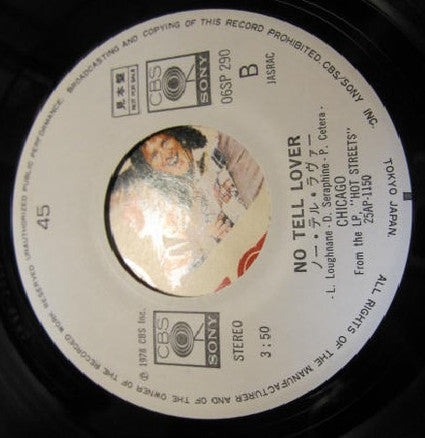 ALL RIGHTS OF THE MANUFACTURER AND OF THE OWNER OF THE RECORDED WORK RESERVED UNAUTHORIZED PUBLIC PERFORMANCE. BROADCASTING AND COPYING OF THIS RECORD PROHIBITED. CBS/SONY INC. TOKYO JAPAN.
45
見本盤
NOT FOR SALE
CBS
SONY
06SP 290
B
JASRAC
℗ 1978 CBS Inc.
CBS
SONY
STEREO
3:50
NO TELL LOVER
ノー・テル・ラヴァー
- L. Loughnane - D. Seraphine - P. Cetera -
CHICAGO
From the LP, "HOT STREETS"
25AP-1150